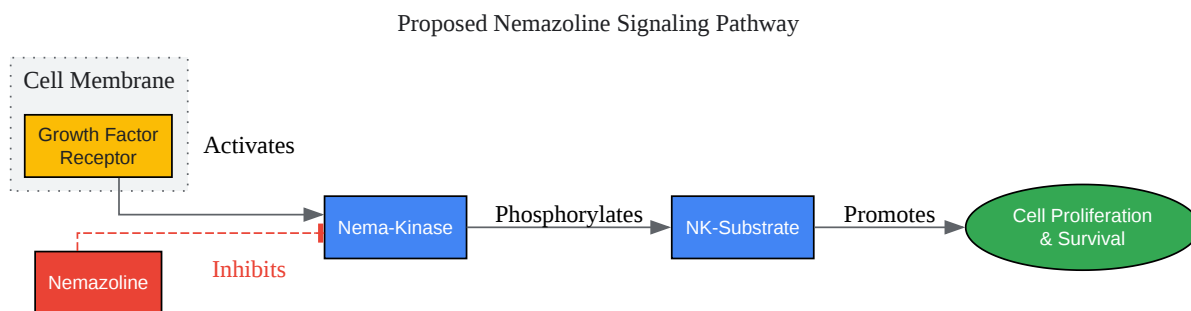 Proposed Nemazoline Signaling Pathway
Cell Membrane
Growth Factor
Receptor
Activates
Nema-Kinase
Phosphorylates
NK-Substrate
Promotes
Cell Proliferation
& Survival
Inhibits
Nemazoline